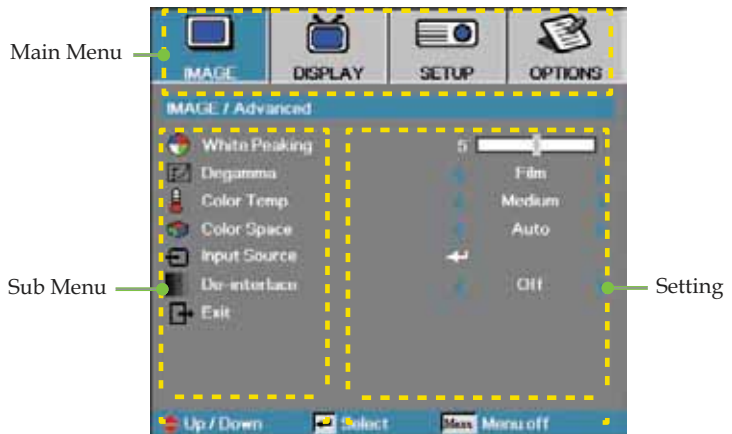 Main Menu
IMAGE DISPLAY SETUP OPTIONS
IMAGE / Advanced
White Peaking 5
Degamma Film
Color Temp Medium
Color Space Auto
Input Source
Sub Menu De-interlace Off Setting
Exit
Up / Down Select Menu Menu off